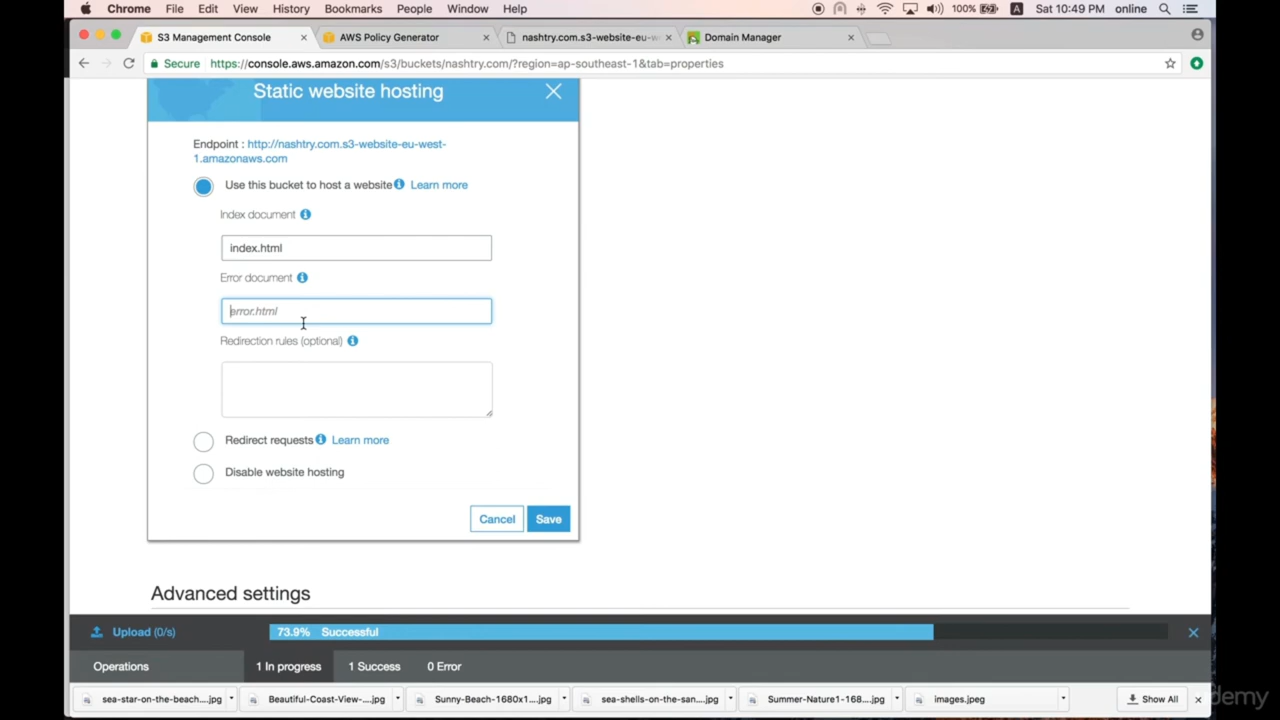 Chrome File Edit View History Bookmarks People Window Help 100% A Sat 10:49 PM online
S3 Management Console AWS Policy Generator nashtry.com.s3-website-eu-w Domain Manager
Secure https://console.aws.amazon.com/s3/buckets/nashtry.com/?region=ap-southeast-1&tab=properties
Static website hosting
Endpoint : http://nashtry.com.s3-website-eu-west-
1.amazonaws.com
Use this bucket to host a website Learn more
Index document
index.html
Error document
error.html
Redirection rules (optional)
Redirect requests Learn more
Disable website hosting
Cancel Save
Advanced settings
Upload (0/s) 73.9% Successful
Operations 1 In progress 1 Success 0 Error
sea-star-on-the-beach....jpg Beautiful-Coast-View-....jpg Sunny-Beach-1680x1....jpg sea-shells-on-the-san....jpg Summer-Nature1-168....jpg images.jpeg Show All demy